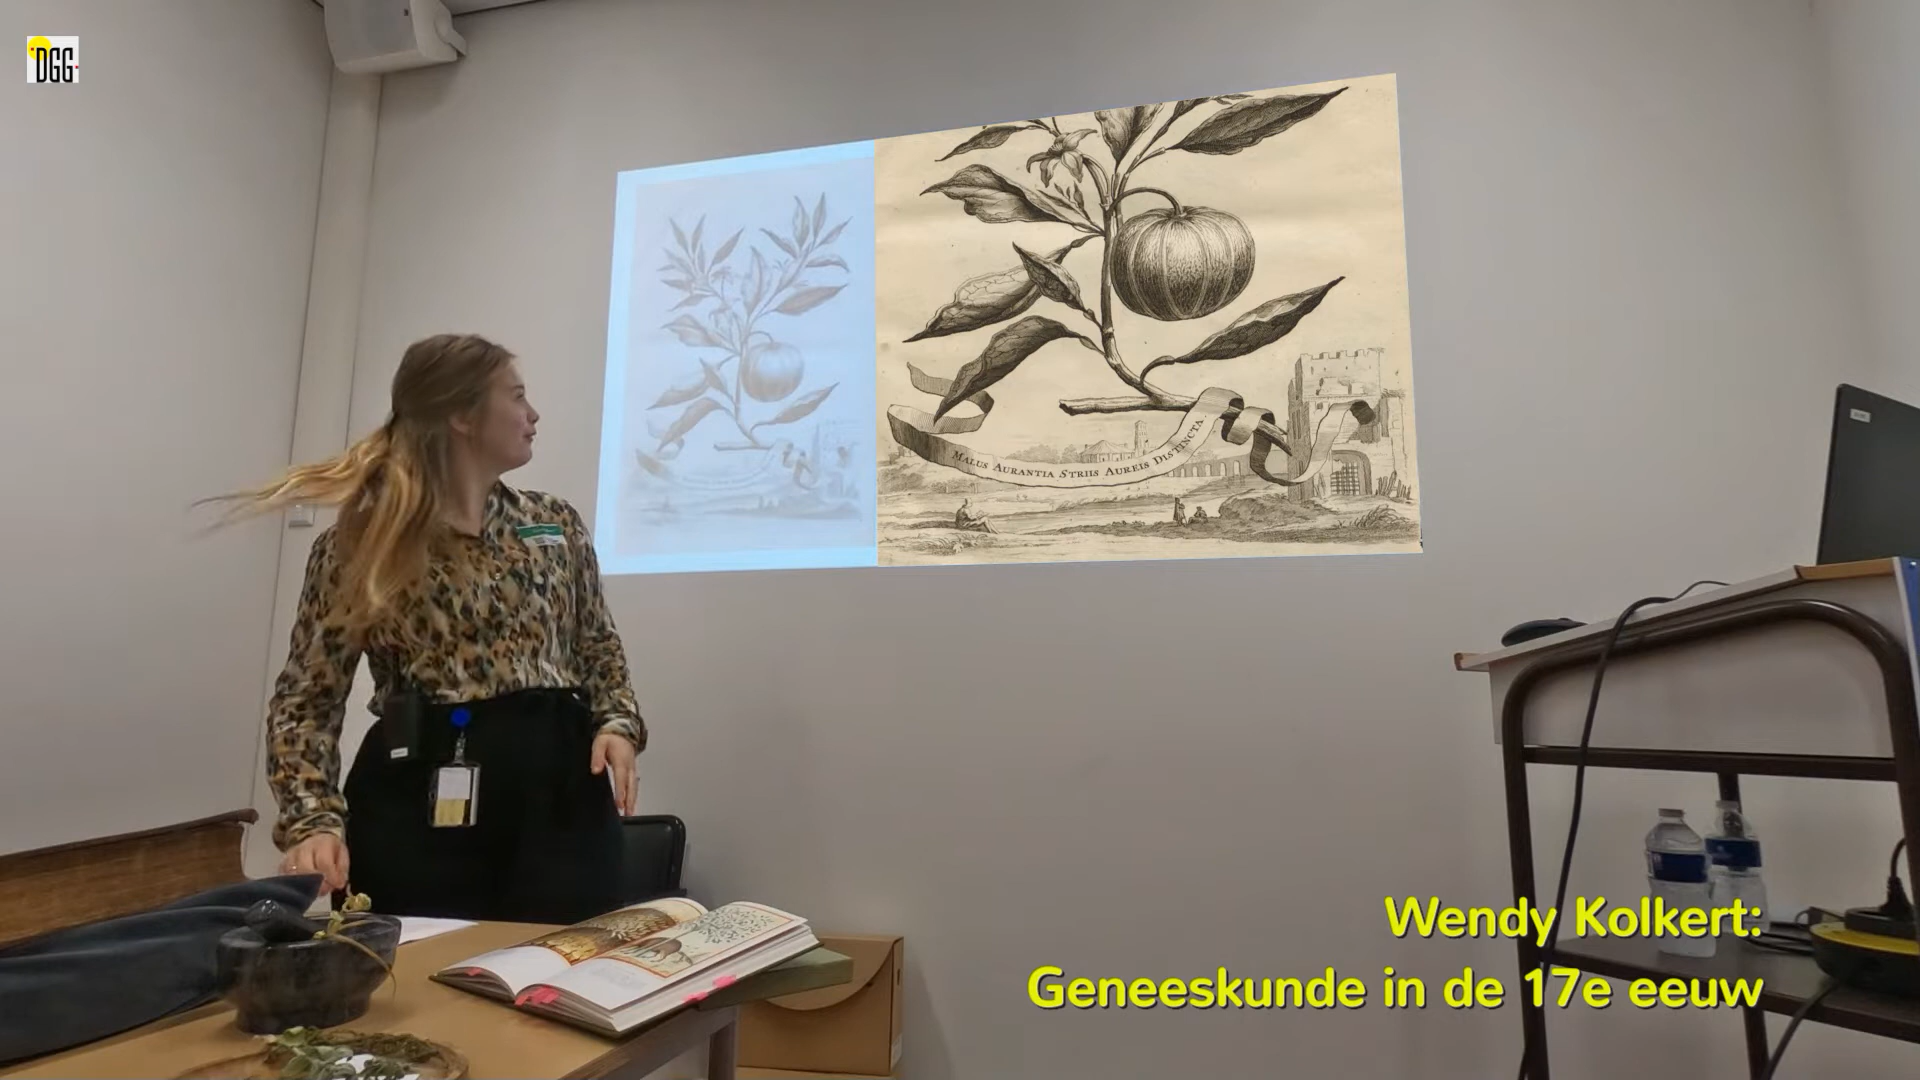 DGG
MALUS AURANTIA STRIIS AUREIS DISTINCTA
Wendy Kolkert:
Geneeskunde in de 17e eeuw